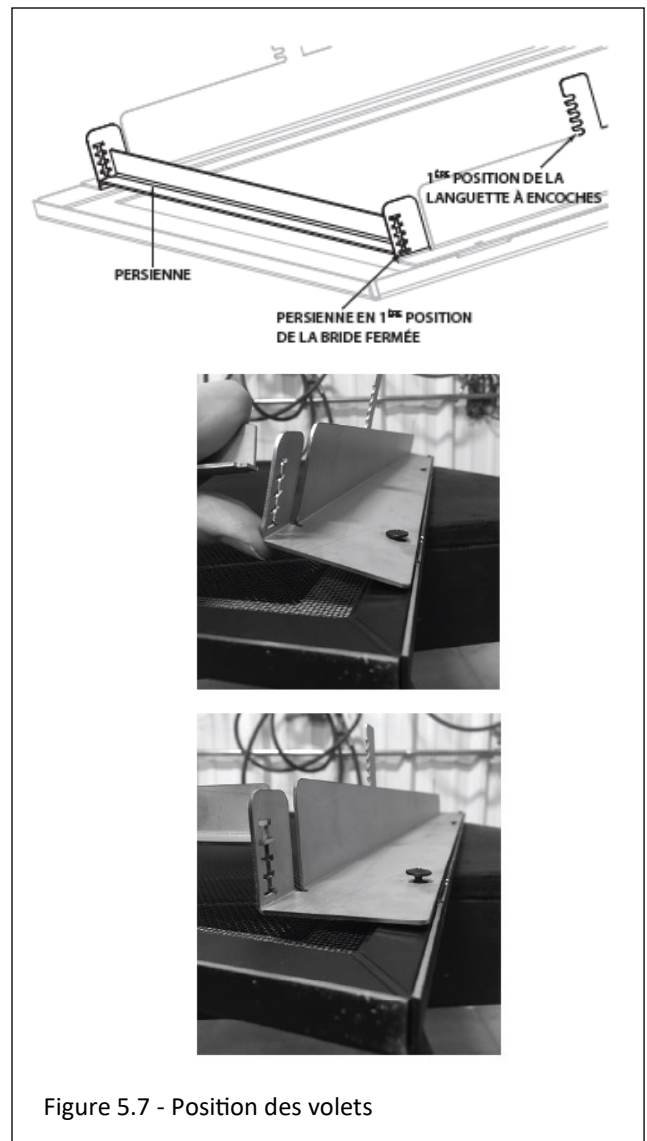 1ère POSITION DE LA
LANGUETTE À ENCOCHES
PERSIENNE
PERSIENNE EN 1ère POSITION
DE LA BRIDE FERMÉE
Figure 5.7 - Position des volets